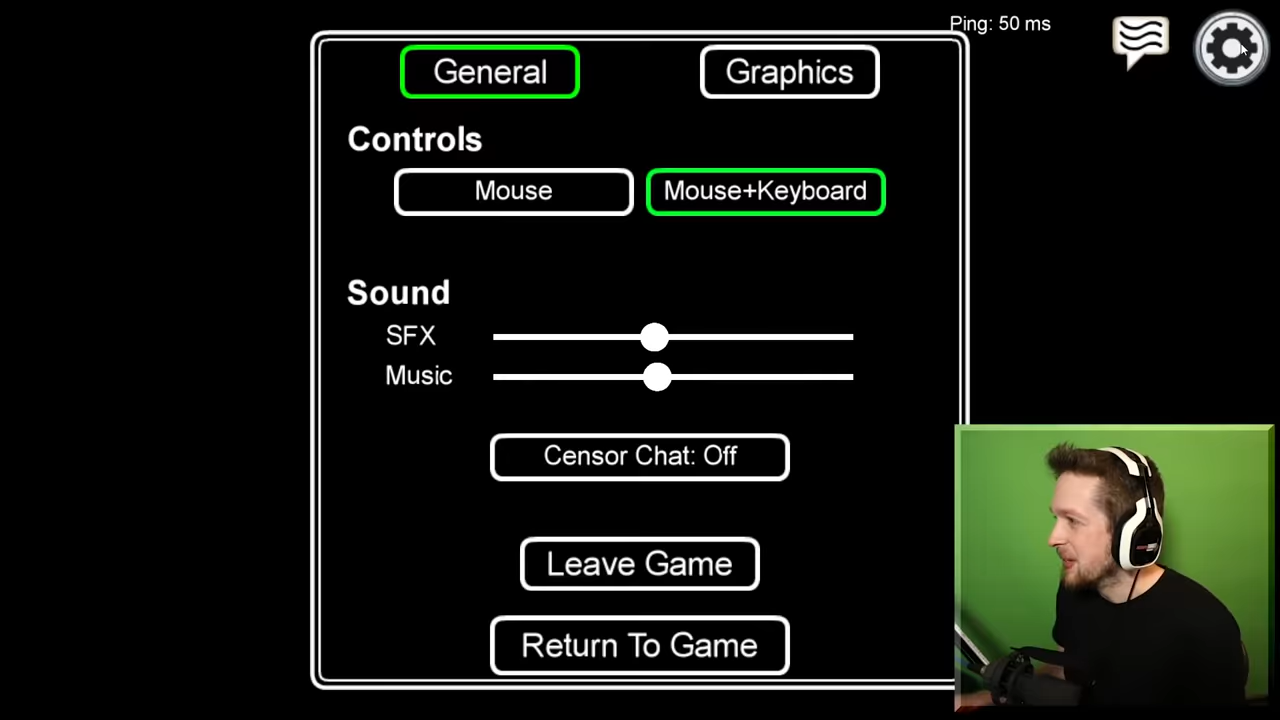 Ping: 50 ms
General
Graphics
Controls
Mouse
Mouse+Keyboard
Sound
SFX
Music
Censor Chat: Off
Leave Game
Return To Game